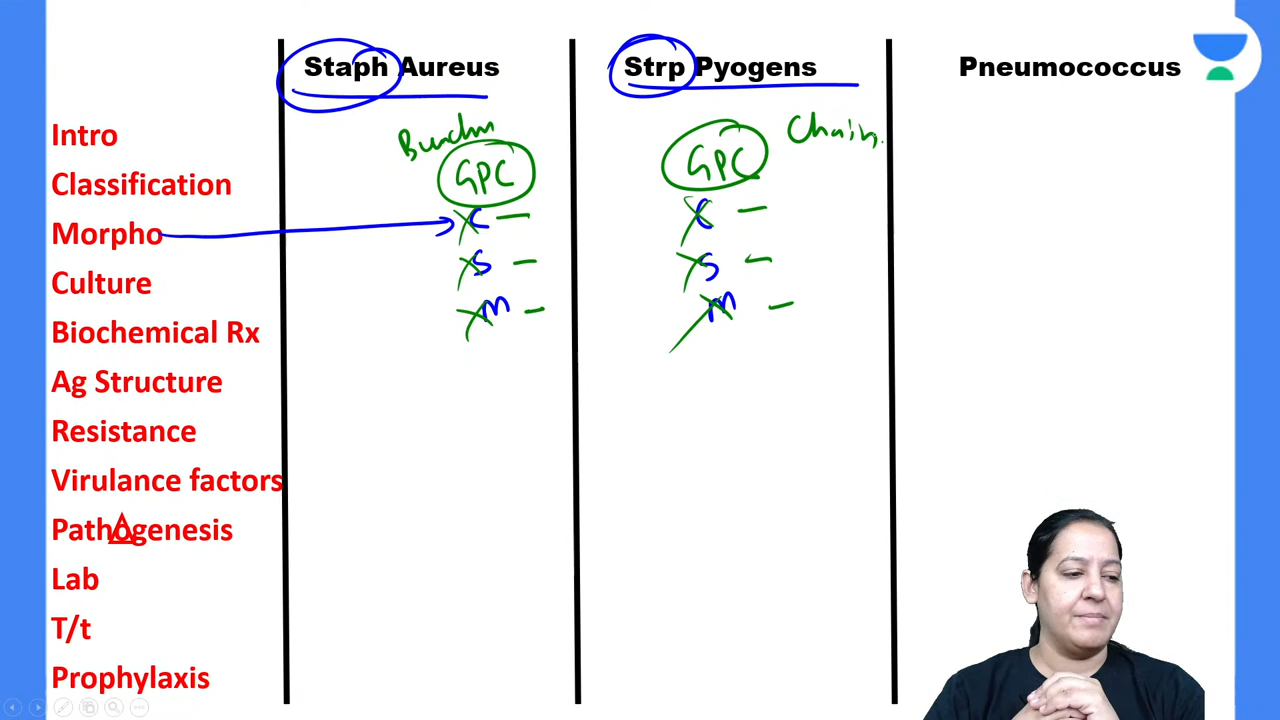 Staph Aureus
Strp Pyogens
Pneumococcus
Intro
Classification
Morpho
Culture
Biochemical Rx
Ag Structure
Resistance
Virulance factors
Pathogenesis
Δ
Lab
T/t
Prophylaxis
GPC
C –
S –
M –
Chain.
GPC
C –
S –
M –